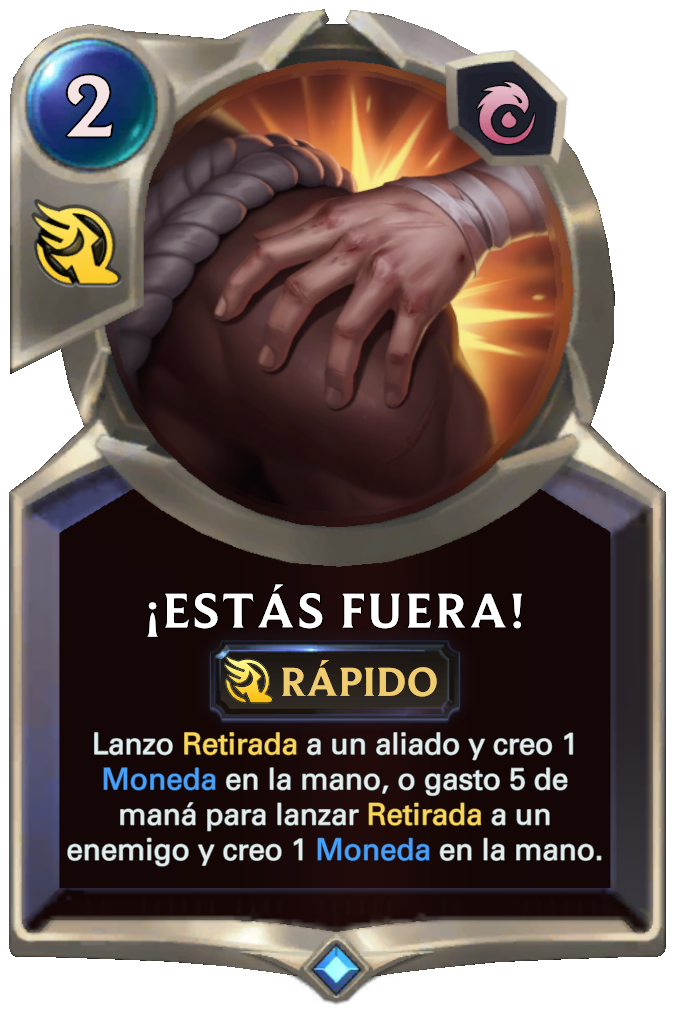 2
¡ESTÁS FUERA!
RÁPIDO
Lanzo Retirada a un aliado y creo 1
Moneda en la mano, o gasto 5 de
maná para lanzar Retirada a un
enemigo y creo 1 Moneda en la mano.